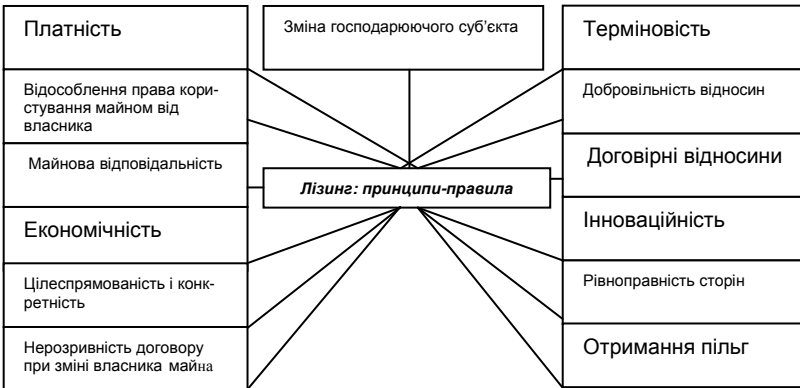 Платність
Відособлення права кори-
стування майном від
власника
Майнова відповідальність
Економічність
Цілеспрямованість і конк-
ретність
Нерозривність договору
при зміні власника майна
Зміна господарюючого суб’єкта
Лізинг: принципи-правила
Терміновість
Добровільність відносин
Договірні відносини
Інноваційність
Рівноправність сторін
Отримання пільг